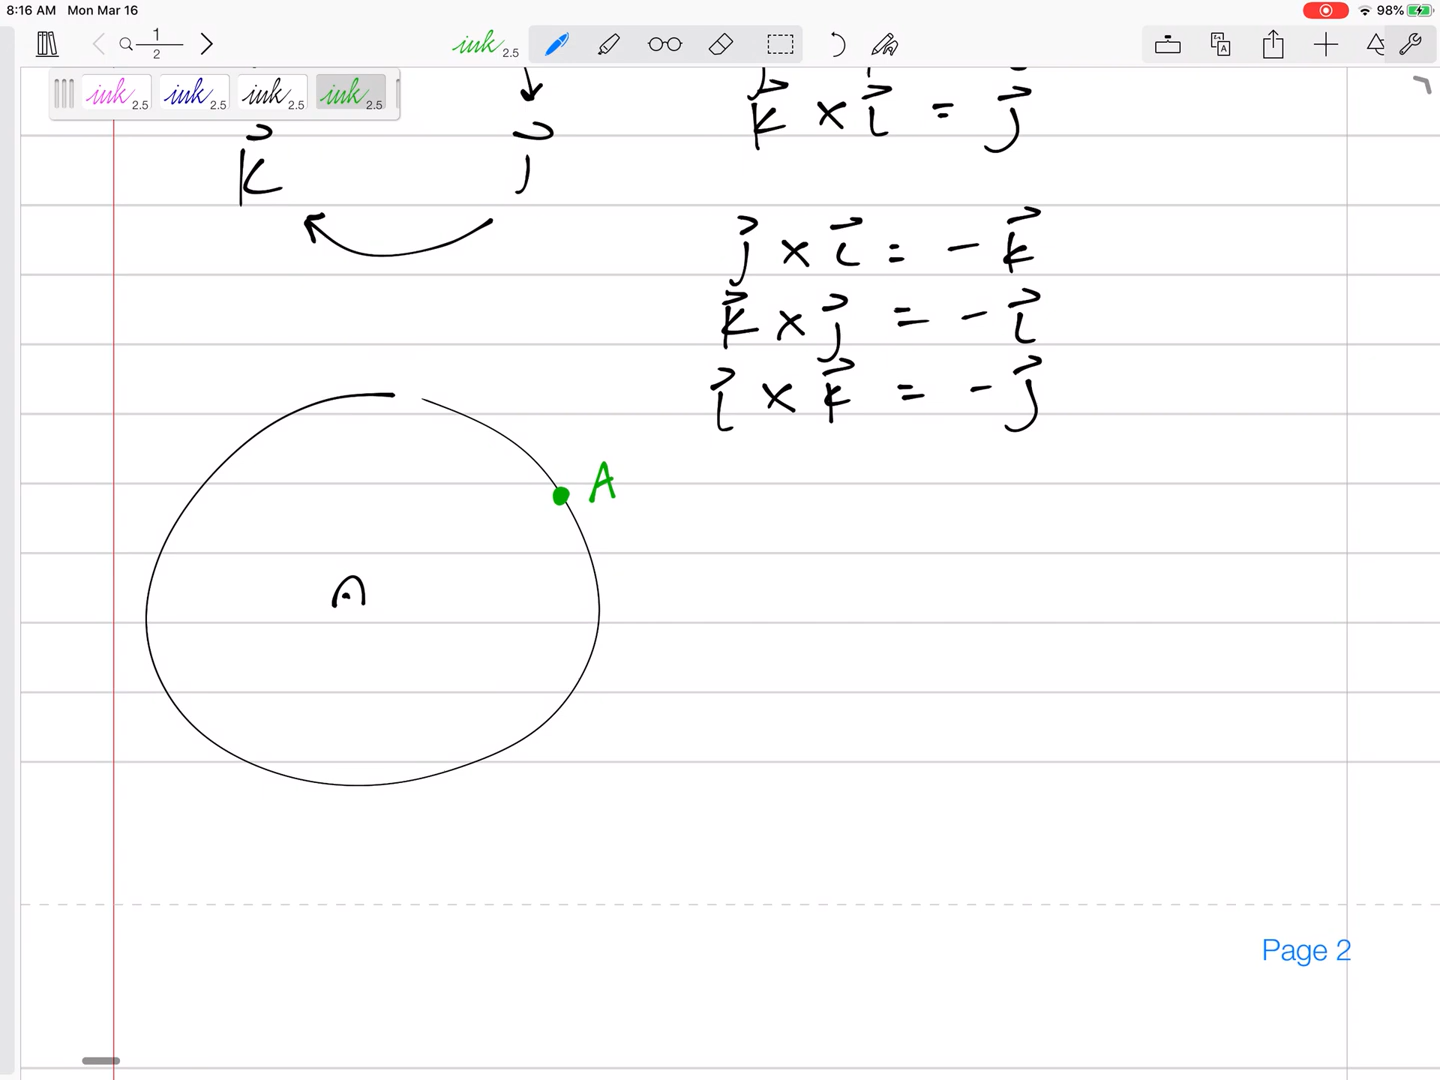 8:16 AM Mon Mar 16
98%
1
2
ink 2.5
ink 2.5
ink 2.5
ink 2.5
ink 2.5
k⃗ × i⃗ = j⃗
k⃗
j⃗
j⃗ × i⃗ = - k⃗
k⃗ × j⃗ = - i⃗
i⃗ × k⃗ = - j⃗
A
Page 2